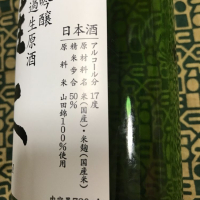 日本酒
アルコール分 17度
原材料名 米(国産)・米麹(国産米)
精米歩合 50%
原料米 山田錦100%使用
吟醸
過生原酒